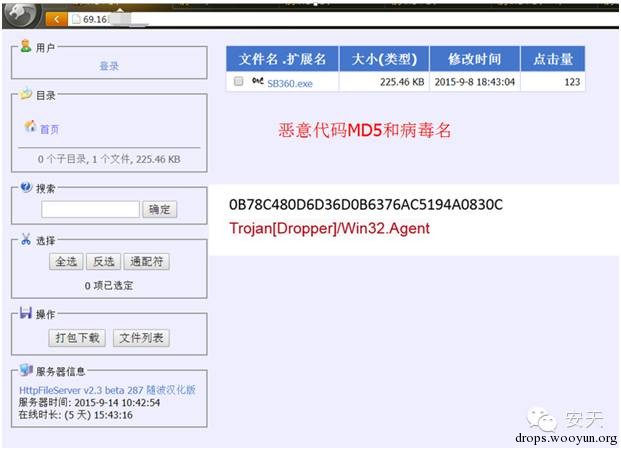 69.16
用户
登录
目录
首页
0 个子目录, 1 个文件, 225.46 KB
搜索
确定
选择
全选 反选 通配符
0 项已选定
操作
打包下载 文件列表
服务器信息
HttpFileServer v2.3 beta 287 随波汉化版
服务器时间: 2015-9-14 10:42:54
在线时长: (5 天) 15:43:16
文件名 .扩展名 大小(类型) 修改时间 点击量
SB360.exe 225.46 KB 2015-9-8 18:43:04 123
恶意代码MD5和病毒名
0B78C480D6D36D0B6376AC5194A0830C
Trojan[Dropper]/Win32.Agent
安天
drops.wooyun.org